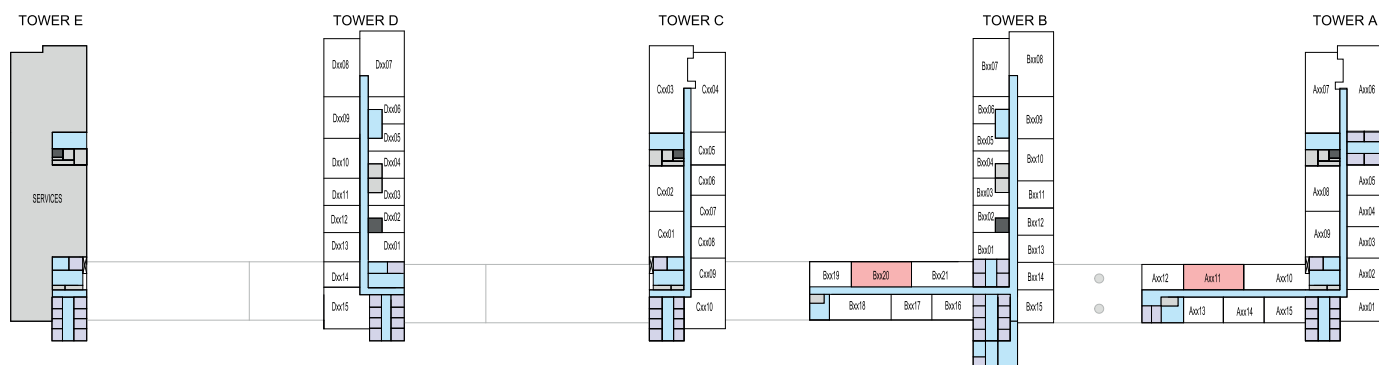 TOWER E
TOWER D
TOWER C
TOWER B
TOWER A
SERVICES
Dxx08
Dxx07
Dxx09
Dxx06
Dxx05
Dxx10
Dxx04
Dxx11
Dxx03
Dxx12
Dxx02
Dxx13
Dxx01
Dxx14
Dxx15
Cxx03
Cxx04
Cxx05
Cxx02
Cxx06
Cxx07
Cxx01
Cxx08
Cxx09
Cxx10
Bxx07
Bxx08
Bxx06
Bxx09
Bxx05
Bxx04
Bxx10
Bxx03
Bxx11
Bxx02
Bxx12
Bxx01
Bxx13
Bxx19
Bxx20
Bxx21
Bxx14
Bxx18
Bxx17
Bxx16
Bxx15
Axx07
Axx06
Axx08
Axx05
Axx04
Axx09
Axx03
Axx12
Axx11
Axx10
Axx02
Axx13
Axx14
Axx15
Axx01